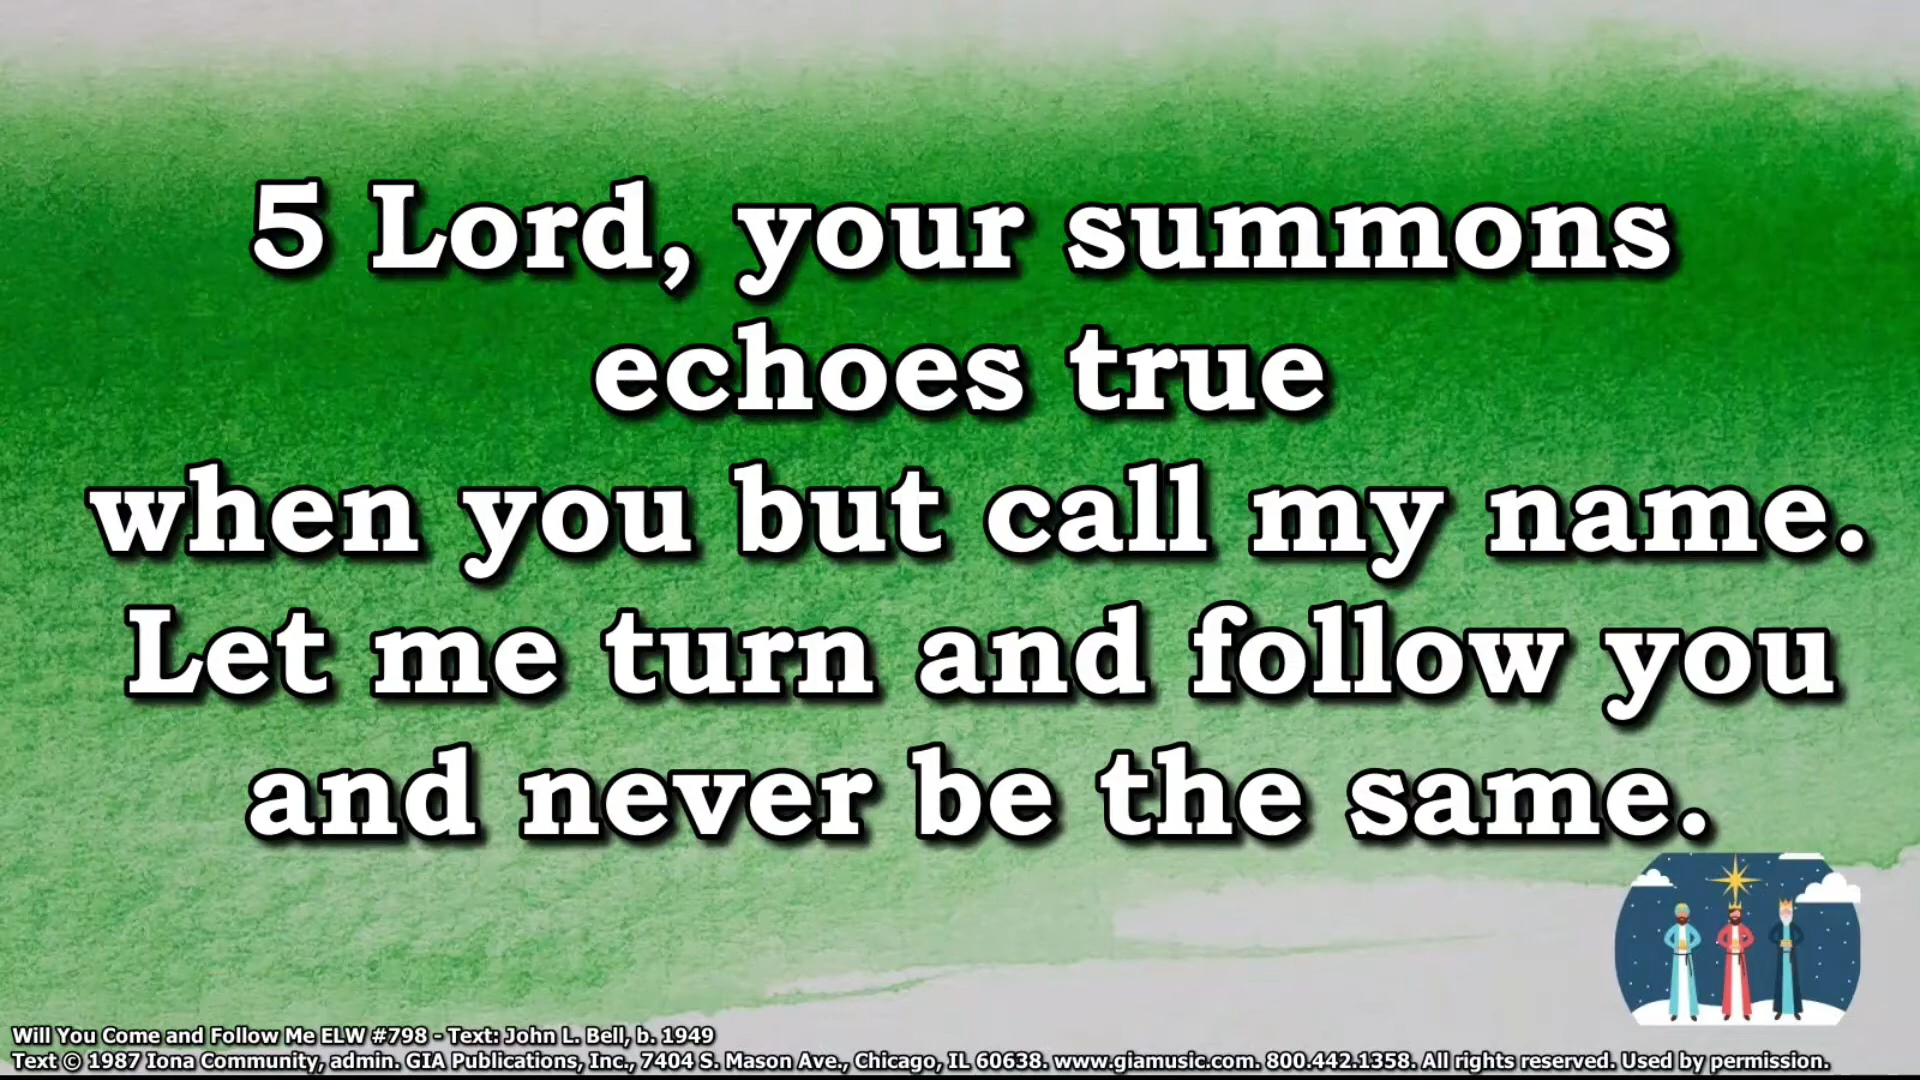 5 Lord, your summons
echoes true
when you but call my name.
Let me turn and follow you
and never be the same.
Will You Come and Follow Me ELW #798 - Text: John L. Bell, b. 1949
Text © 1987 Iona Community, admin. GIA Publications, Inc., 7404 S. Mason Ave., Chicago, IL 60638. www.giamusic.com. 800.442.1358. All rights reserved. Used by permission.